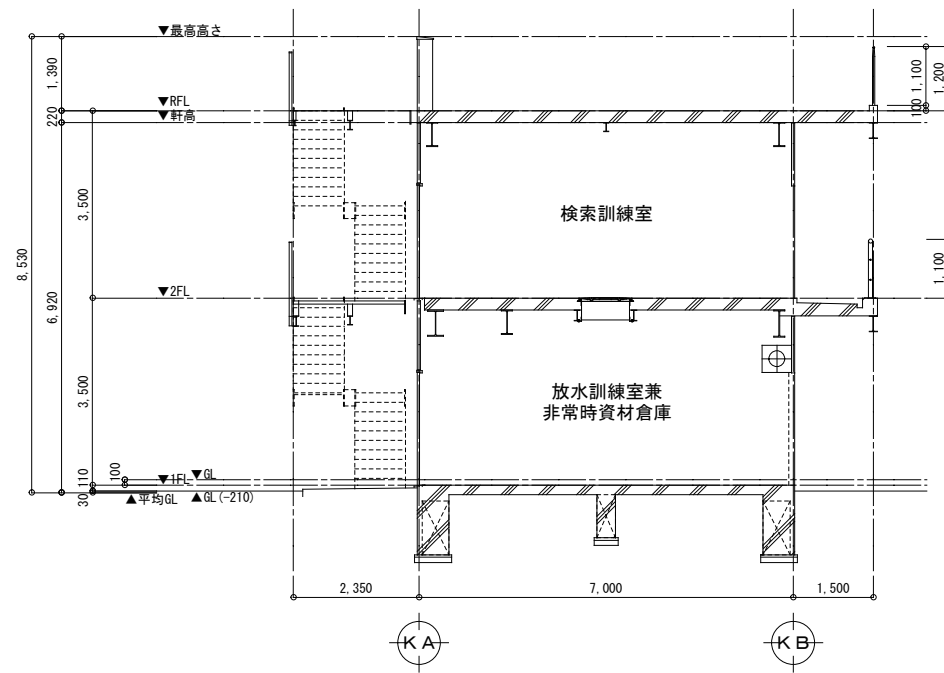 ▼最高高さ
1,390
1,100
1,200
100
▼RFL
▼軒高
220
3,500
検索訓練室
8,530
6,920
1,100
▼2FL
3,500
放水訓練室兼
非常時資材倉庫
100
▼1FL
▼GL
110
30
▲平均GL
▲GL(-210)
2,350
7,000
1,500
KA
KB